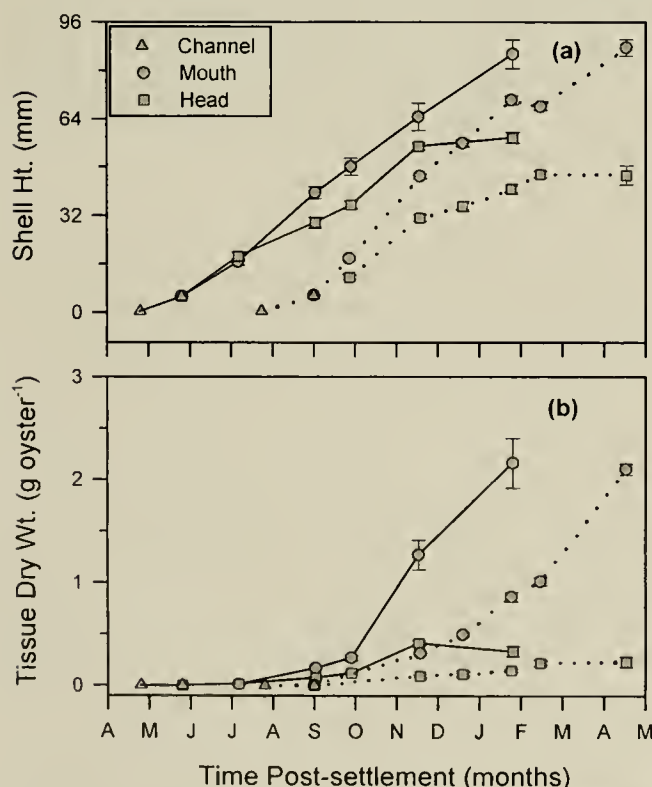 96
64
32
0
Shell Ht. (mm)
(a)
Channel
Mouth
Head
3
2
1
0
Tissue Dry Wt. (g oyster⁻¹)
(b)
A M J J S O N D J F M A M
Time Post-settlement (months)